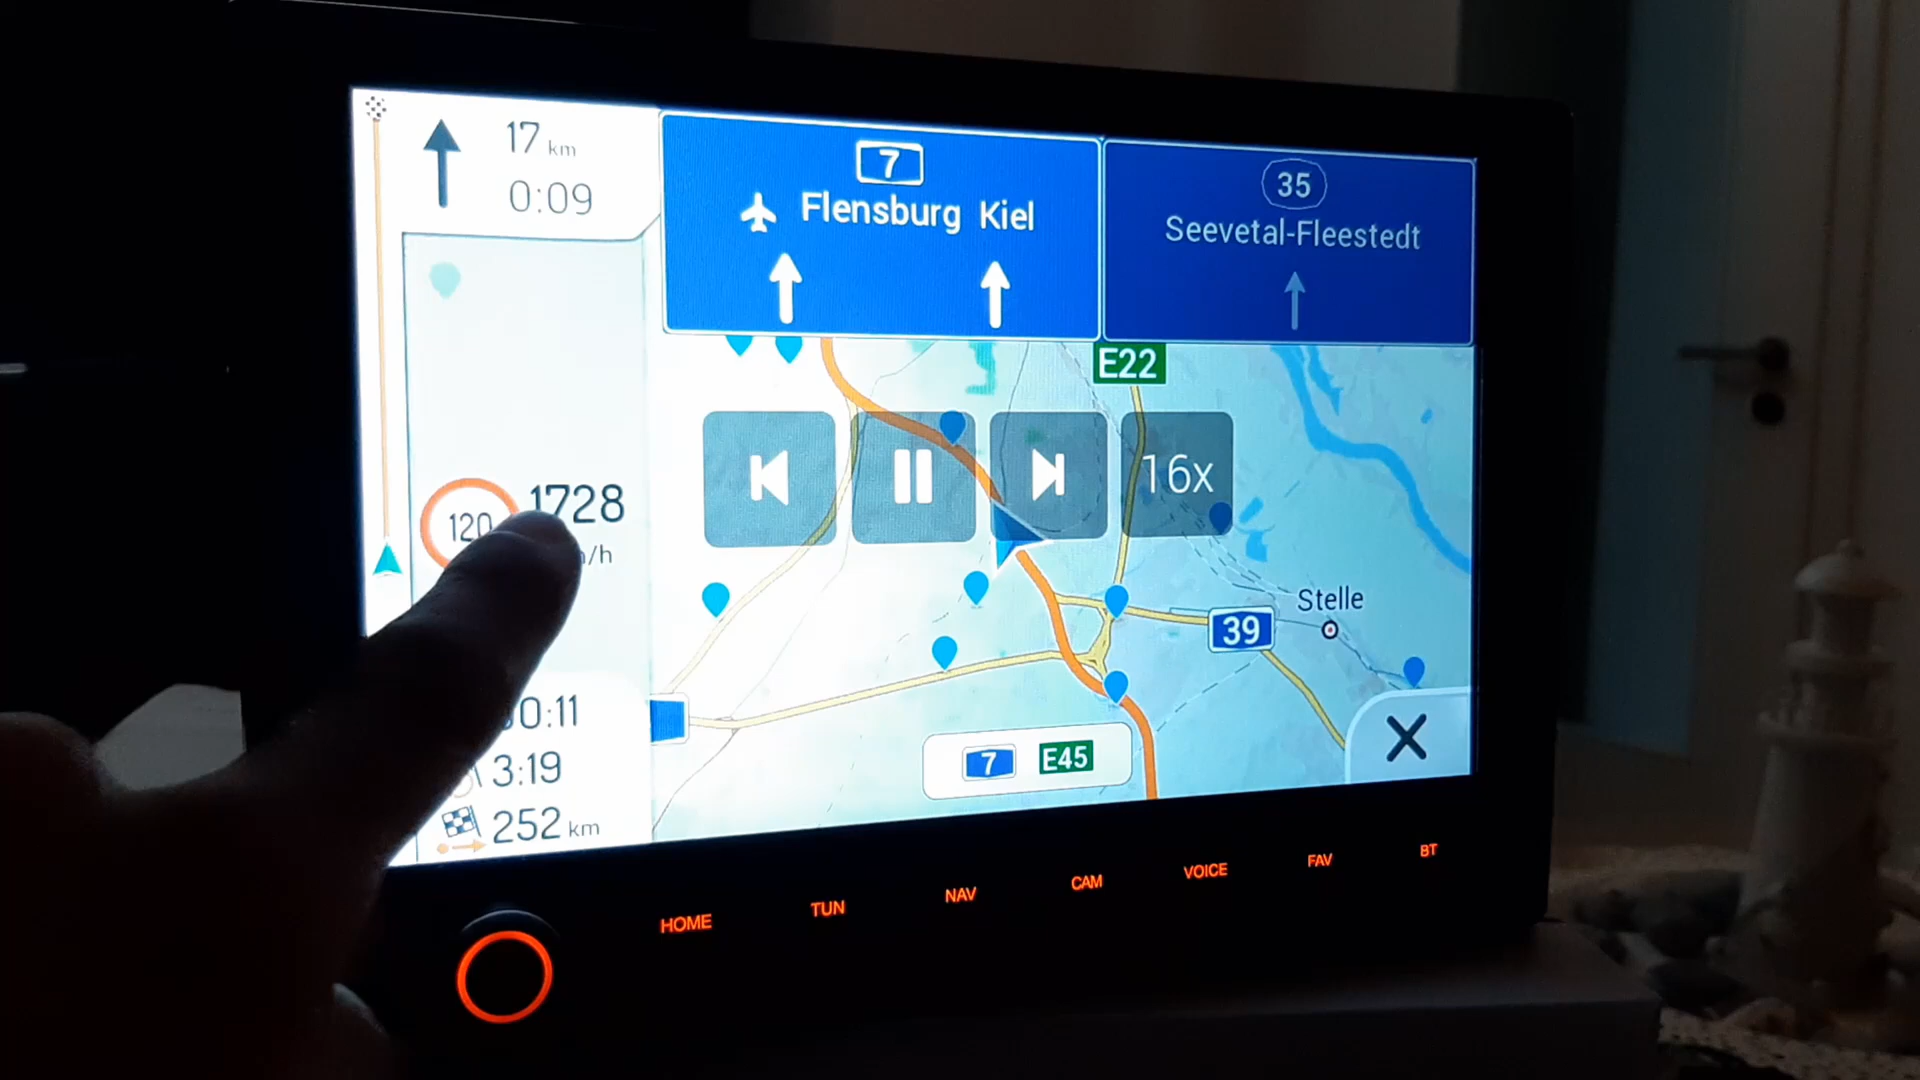 17 km
0:09
7
Flensburg Kiel
35
Seevetal-Fleestedt
E22
16x
120
1728
/h
Stelle
39
0:11
3:19
252 km
7 E45
HOME TUN NAV CAM VOICE FAV BT